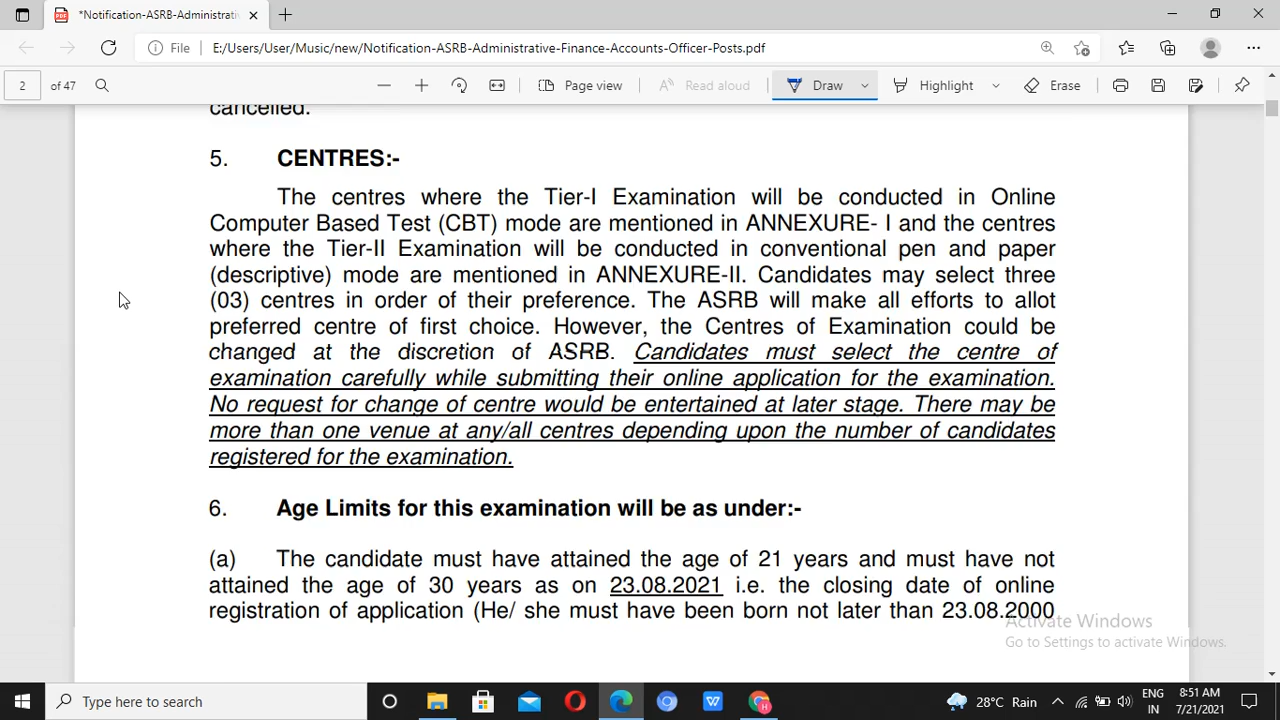 *Notification-ASRB-Administrati
File E:/Users/User/Music/new/Notification-ASRB-Administrative-Finance-Accounts-Officer-Posts.pdf
2 of 47 Page view Read aloud Draw Highlight Erase
cancelled.
5. CENTRES:-
The centres where the Tier-I Examination will be conducted in Online
Computer Based Test (CBT) mode are mentioned in ANNEXURE- I and the centres
where the Tier-II Examination will be conducted in conventional pen and paper
(descriptive) mode are mentioned in ANNEXURE-II. Candidates may select three
(03) centres in order of their preference. The ASRB will make all efforts to allot
preferred centre of first choice. However, the Centres of Examination could be
changed at the discretion of ASRB. Candidates must select the centre of
examination carefully while submitting their online application for the examination.
No request for change of centre would be entertained at later stage. There may be
more than one venue at any/all centres depending upon the number of candidates
registered for the examination.
6. Age Limits for this examination will be as under:-
(a) The candidate must have attained the age of 21 years and must have not
attained the age of 30 years as on 23.08.2021 i.e. the closing date of online
registration of application (He/ she must have been born not later than 23.08.2000
Activate Windows
Go to Settings to activate Windows.
Type here to search
28°C Rain
ENG
IN
8:51 AM
7/21/2021